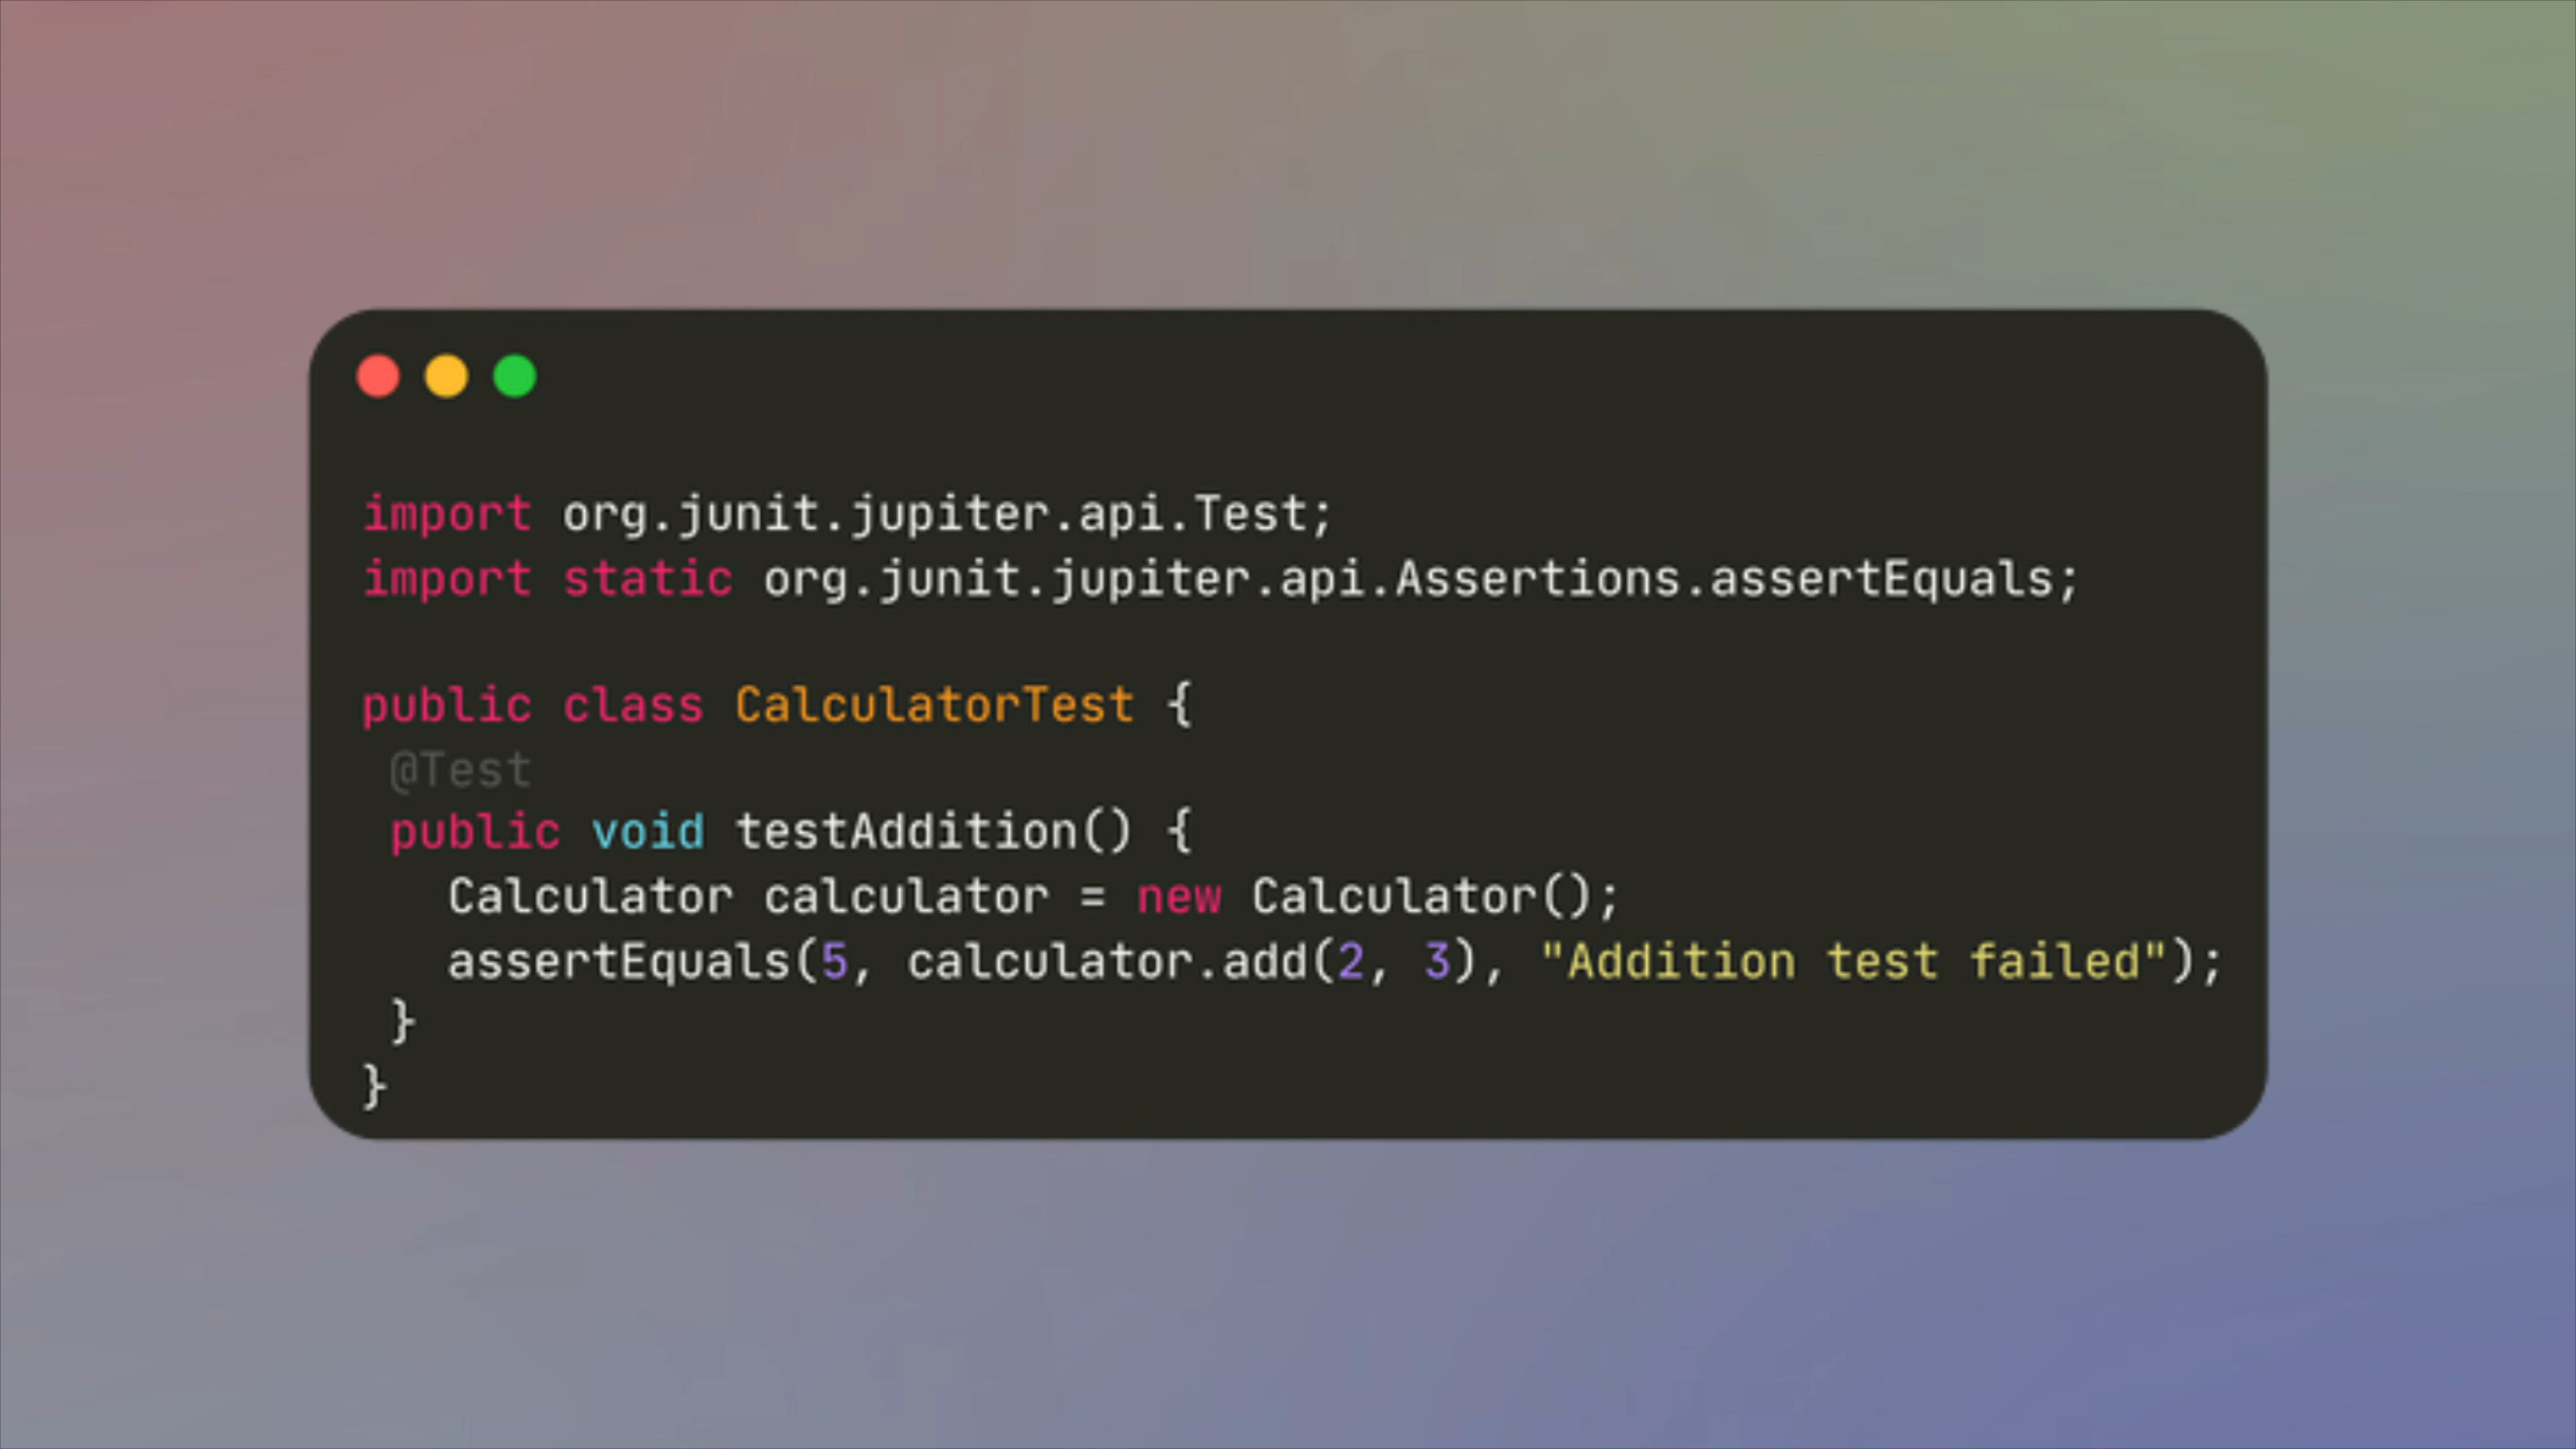 import org.junit.jupiter.api.Test;
import static org.junit.jupiter.api.Assertions.assertEquals;

public class CalculatorTest {
 @Test
 public void testAddition() {
   Calculator calculator = new Calculator();
   assertEquals(5, calculator.add(2, 3), "Addition test failed");
 }
}